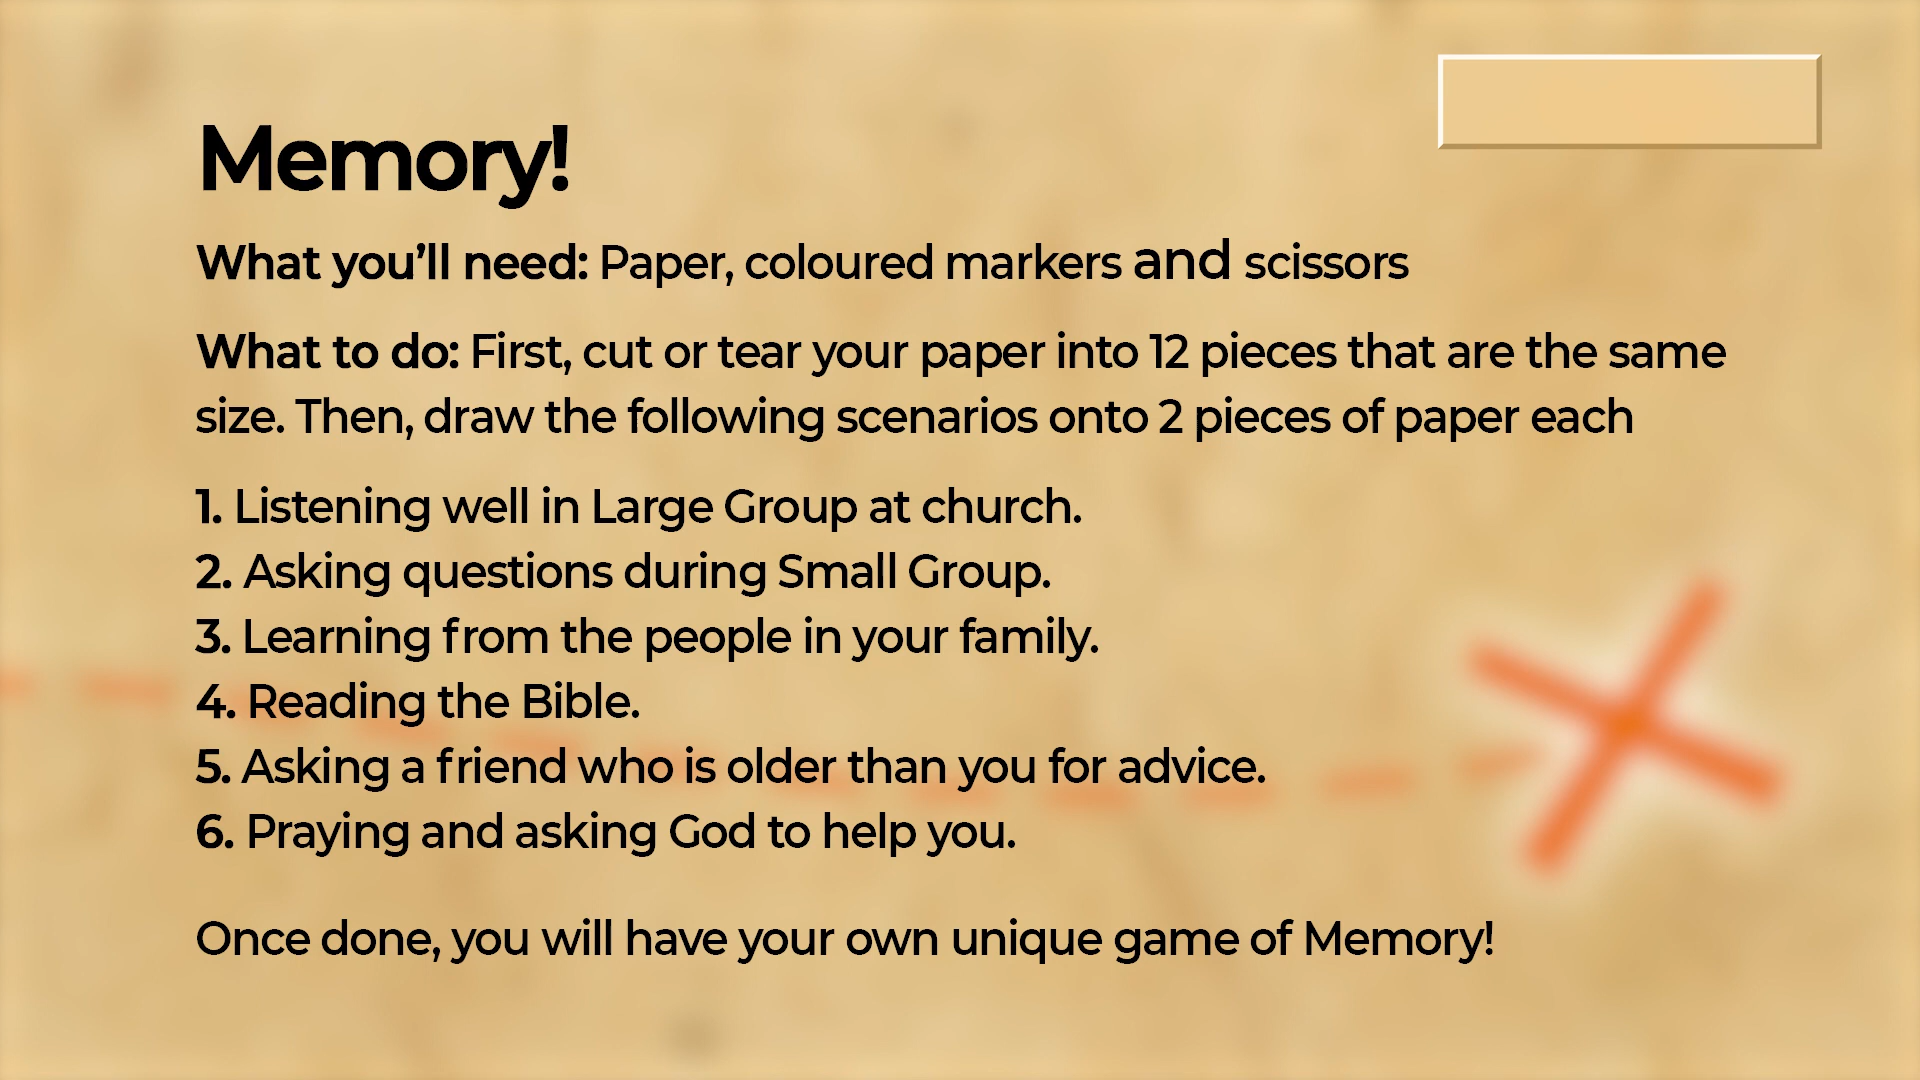 Memory!
What you’ll need: Paper, coloured markers and scissors
What to do: First, cut or tear your paper into 12 pieces that are the same
size. Then, draw the following scenarios onto 2 pieces of paper each
1. Listening well in Large Group at church.
2. Asking questions during Small Group.
3. Learning from the people in your family.
4. Reading the Bible.
5. Asking a friend who is older than you for advice.
6. Praying and asking God to help you.
Once done, you will have your own unique game of Memory!